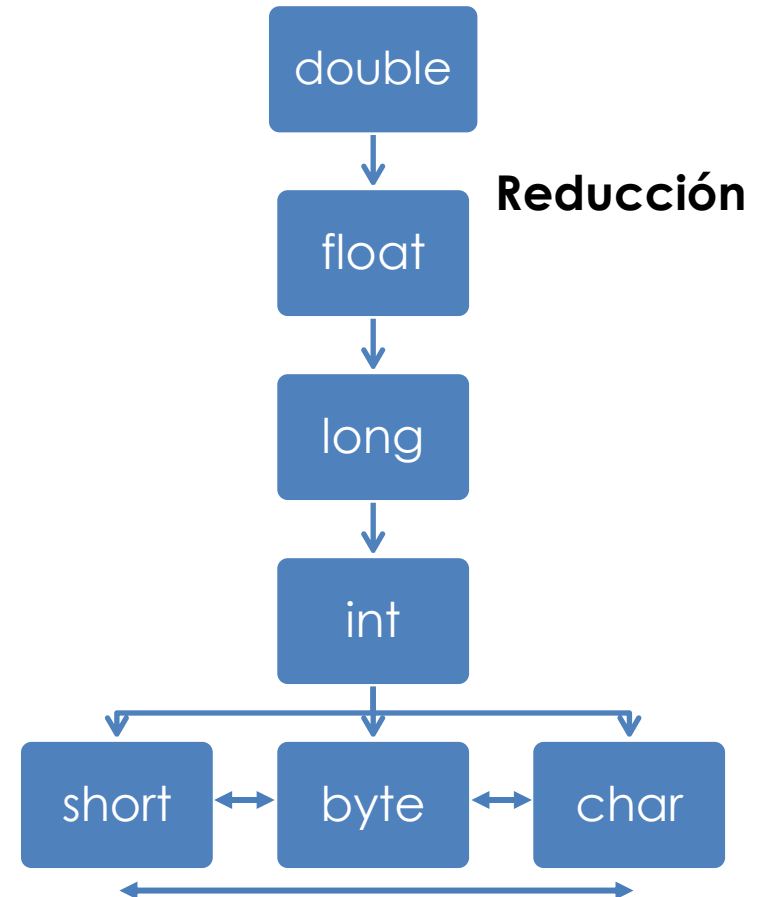 double
Reducción
float
long
int
short
byte
char